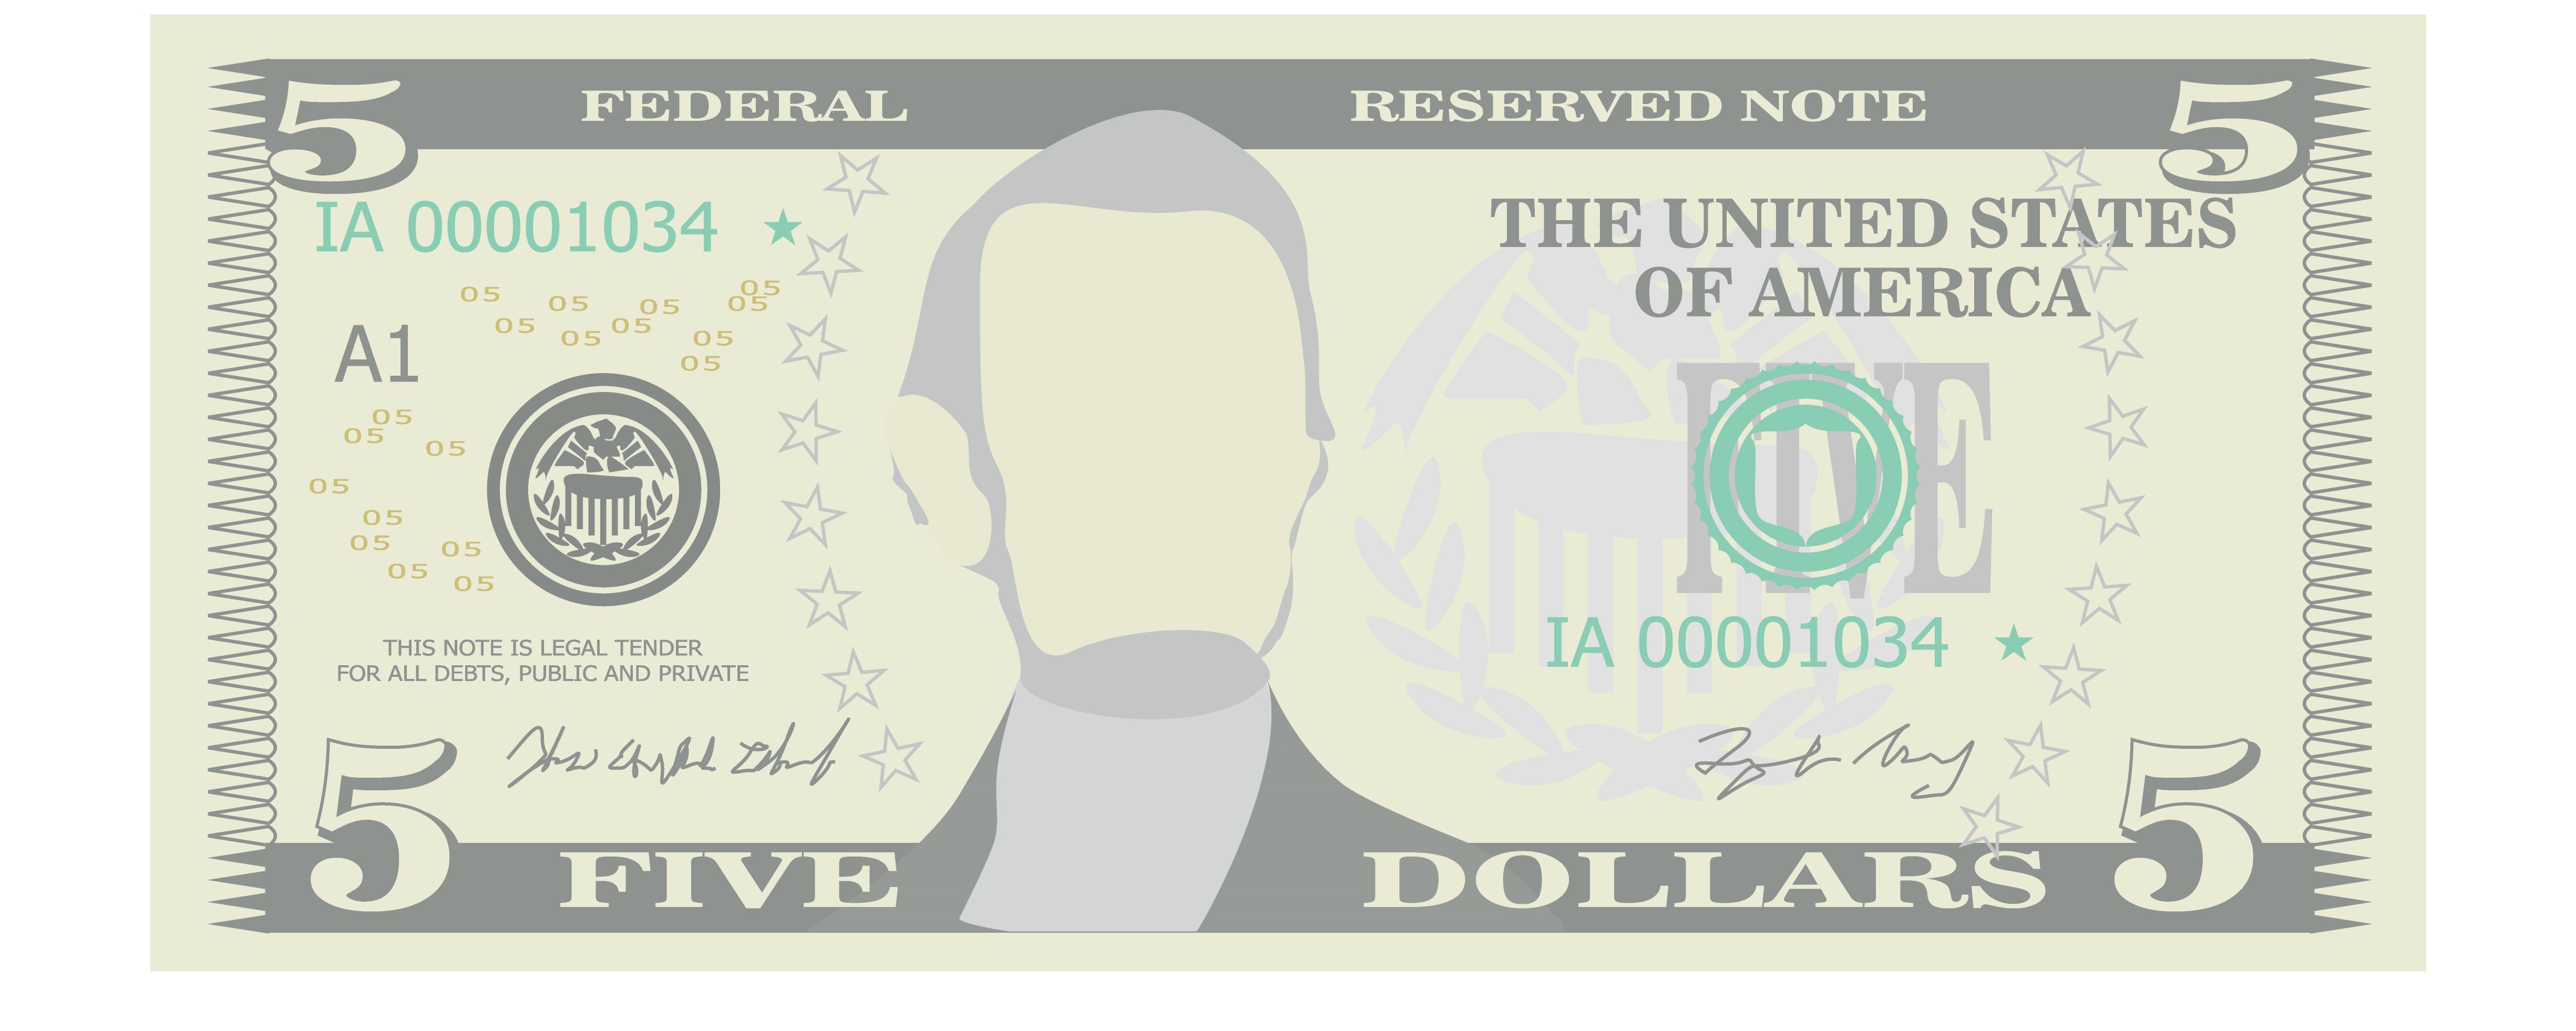 5 FEDERAL RESERVED NOTE 5
IA 00001034
THE UNITED STATES
OF AMERICA
05
05
05
05
05
05
05
05
05
05
05
A1
FIVE
05
05
05
05
05
05
05
05
05
IA 00001034
THIS NOTE IS LEGAL TENDER
FOR ALL DEBTS, PUBLIC AND PRIVATE
5 FIVE DOLLARS 5